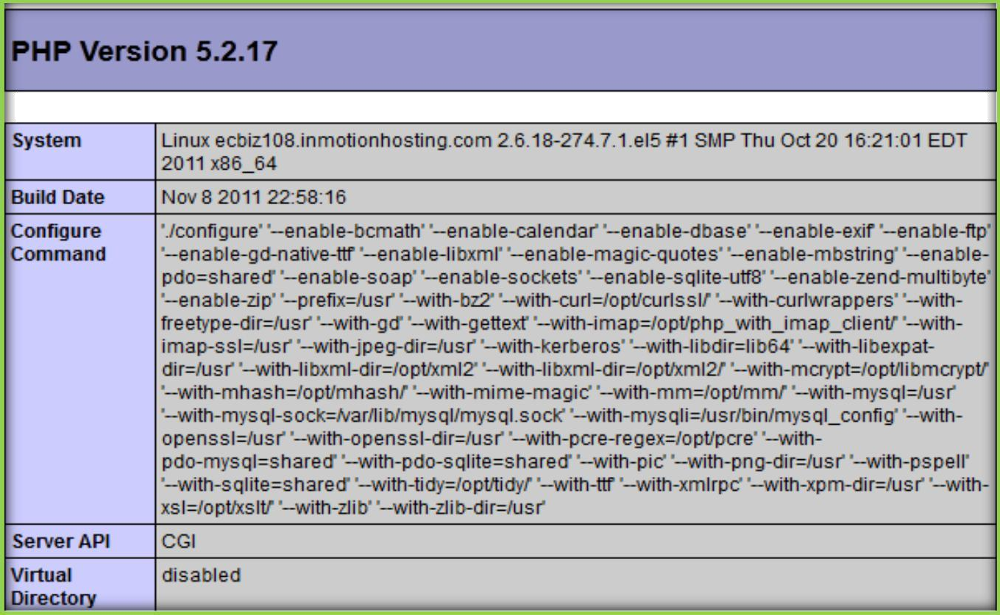 PHP Version 5.2.17
System
Linux ecbiz108.inmotionhosting.com 2.6.18-274.7.1.el5 #1 SMP Thu Oct 20 16:21:01 EDT
2011 x86_64
Build Date
Nov 8 2011 22:58:16
Configure
Command
'./configure' '--enable-bcmath' '--enable-calendar' '--enable-dbase' '--enable-exif' '--enable-ftp'
'--enable-gd-native-ttf' '--enable-libxml' '--enable-magic-quotes' '--enable-mbstring' '--enable-
pdo=shared' '--enable-soap' '--enable-sockets' '--enable-sqlite-utf8' '--enable-zend-multibyte'
'--enable-zip' '--prefix=/usr' '--with-bz2' '--with-curl=/opt/curlssl/' '--with-curlwrappers' '--with-
freetype-dir=/usr' '--with-gd' '--with-gettext' '--with-imap=/opt/php_with_imap_client/' '--with-
imap-ssl=/usr' '--with-jpeg-dir=/usr' '--with-kerberos' '--with-libdir=lib64' '--with-libexpat-
dir=/usr' '--with-libxml-dir=/opt/xml2' '--with-libxml-dir=/opt/xml2/' '--with-mcrypt=/opt/libmcrypt/'
'--with-mhash=/opt/mhash/' '--with-mime-magic' '--with-mm=/opt/mm/' '--with-mysql=/usr'
'--with-mysql-sock=/var/lib/mysql/mysql.sock' '--with-mysqli=/usr/bin/mysql_config' '--with-
openssl=/usr' '--with-openssl-dir=/usr' '--with-pcre-regex=/opt/pcre' '--with-
pdo-mysql=shared' '--with-pdo-sqlite=shared' '--with-pic' '--with-png-dir=/usr' '--with-pspell'
'--with-sqlite=shared' '--with-tidy=/opt/tidy/' '--with-ttf' '--with-xmlrpc' '--with-xpm-dir=/usr' '--with-
xsl=/opt/xslt/' '--with-zlib' '--with-zlib-dir=/usr'
Server API
CGI
Virtual
Directory
disabled